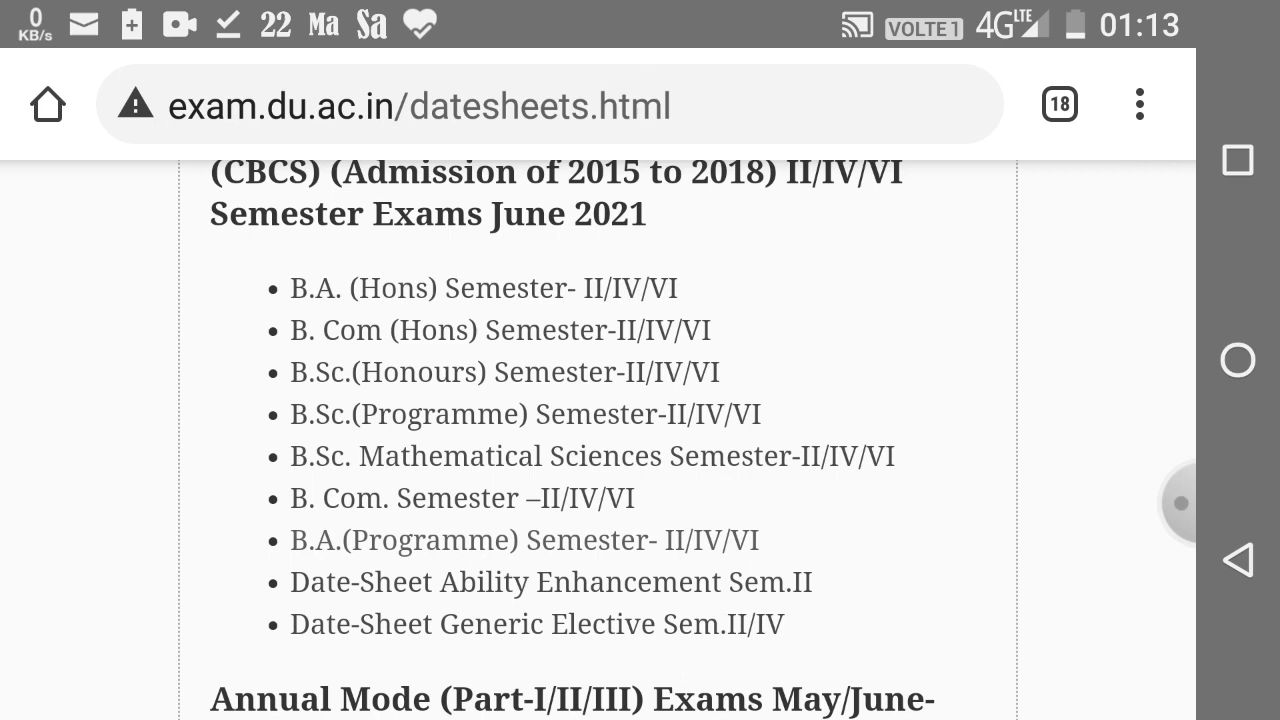 0
KB/s
22 Ma Sa
VOLTE 1 4G LTE 01:13
exam.du.ac.in/datesheets.html
18
(CBCS) (Admission of 2015 to 2018) II/IV/VI
Semester Exams June 2021
B.A. (Hons) Semester- II/IV/VI
B. Com (Hons) Semester-II/IV/VI
B.Sc.(Honours) Semester-II/IV/VI
B.Sc.(Programme) Semester-II/IV/VI
B.Sc. Mathematical Sciences Semester-II/IV/VI
B. Com. Semester –II/IV/VI
B.A.(Programme) Semester- II/IV/VI
Date-Sheet Ability Enhancement Sem.II
Date-Sheet Generic Elective Sem.II/IV
Annual Mode (Part-I/II/III) Exams May/June-